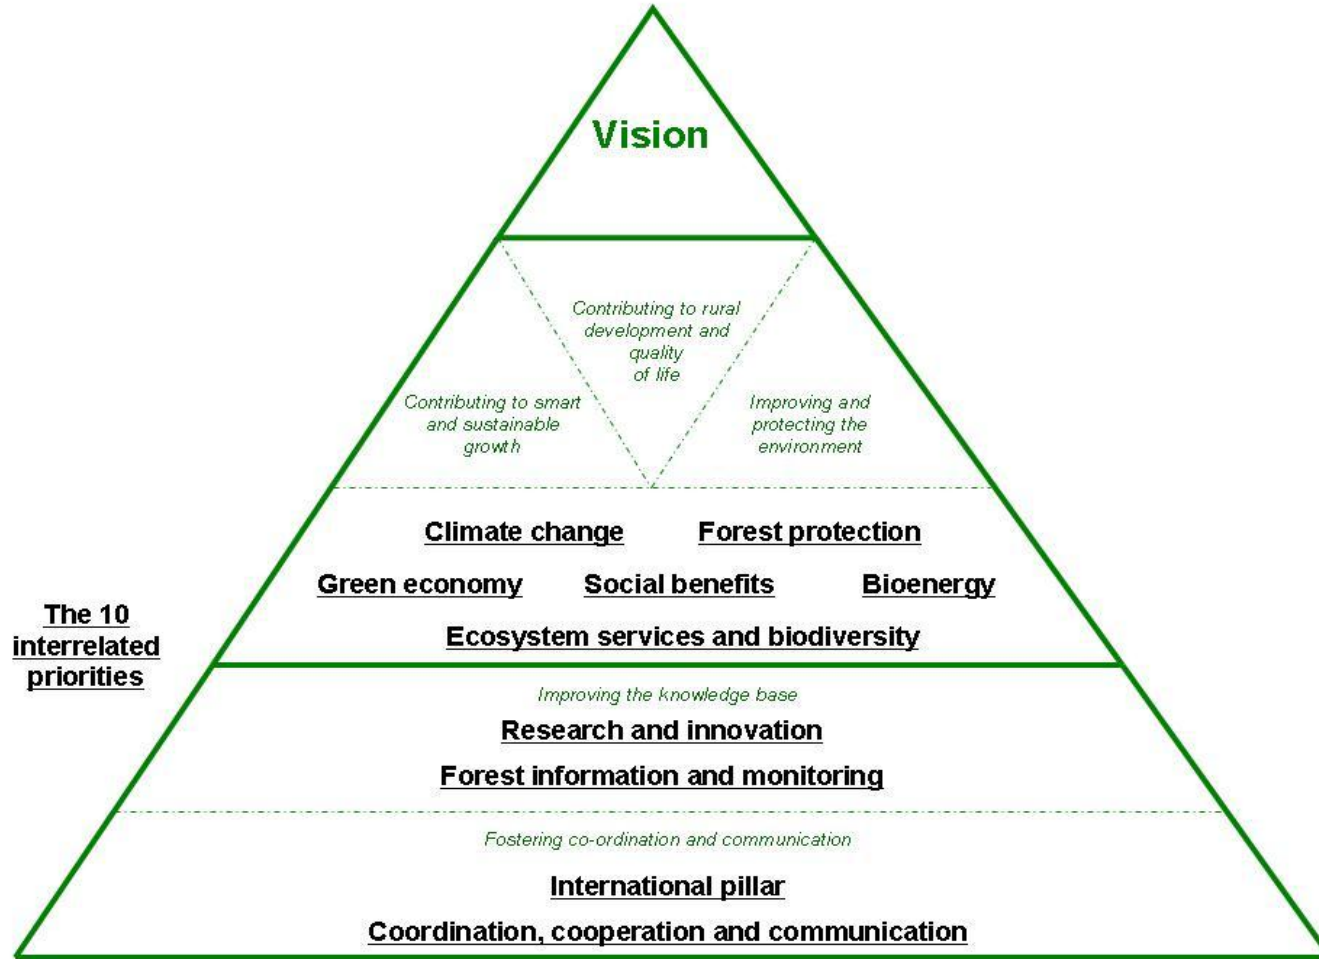 Vision
Contributing to rural
development and
quality
of life
Contributing to smart
and sustainable
growth
Improving and
protecting the
environment
Climate change
Forest protection
Green economy
Social benefits
Bioenergy
Ecosystem services and biodiversity
The 10
interrelated
priorities
Improving the knowledge base
Research and innovation
Forest information and monitoring
Fostering co-ordination and communication
International pillar
Coordination, cooperation and communication